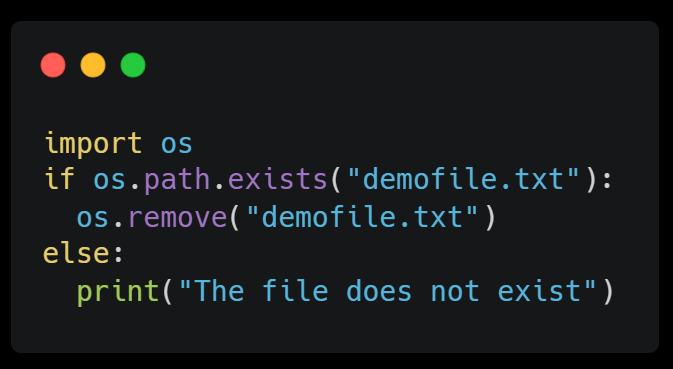 import os
if os.path.exists("demofile.txt"):
  os.remove("demofile.txt")
else:
  print("The file does not exist")